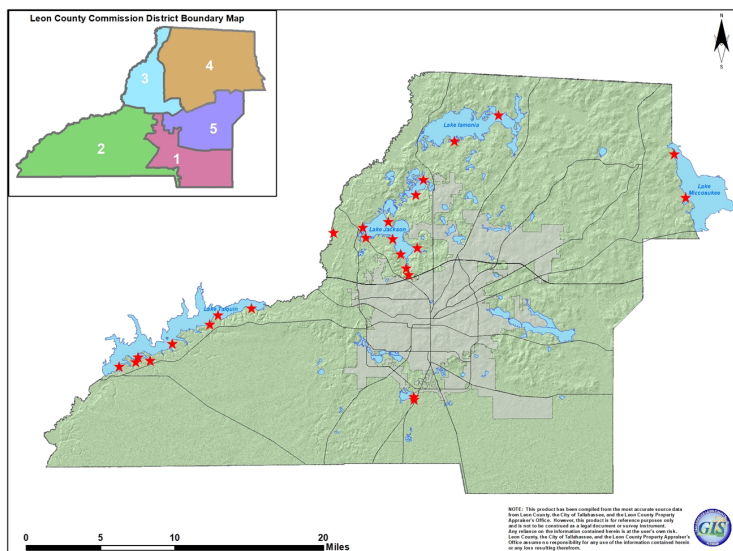 Leon County Commission District Boundary Map
3
4
5
2
1
N
S
Lake Iamonia
Lake
Miccosukee
Lake Jackson
Lake Talquin
0 5 10 20
Miles
NOTE: This product has been compiled from the most accurate source data
from Leon County, the City of Tallahassee, and the Leon County Property
Appraiser's Office. However, this product is for reference purposes only
and is not to be construed as a legal document or survey instrument.
Any reliance on the information contained herein is at the user's own risk.
Leon County, the City of Tallahassee, and the Leon County Property Appraiser's
Office assume no responsibility for any use of the information contained herein
or any loss resulting therefrom.
GIS